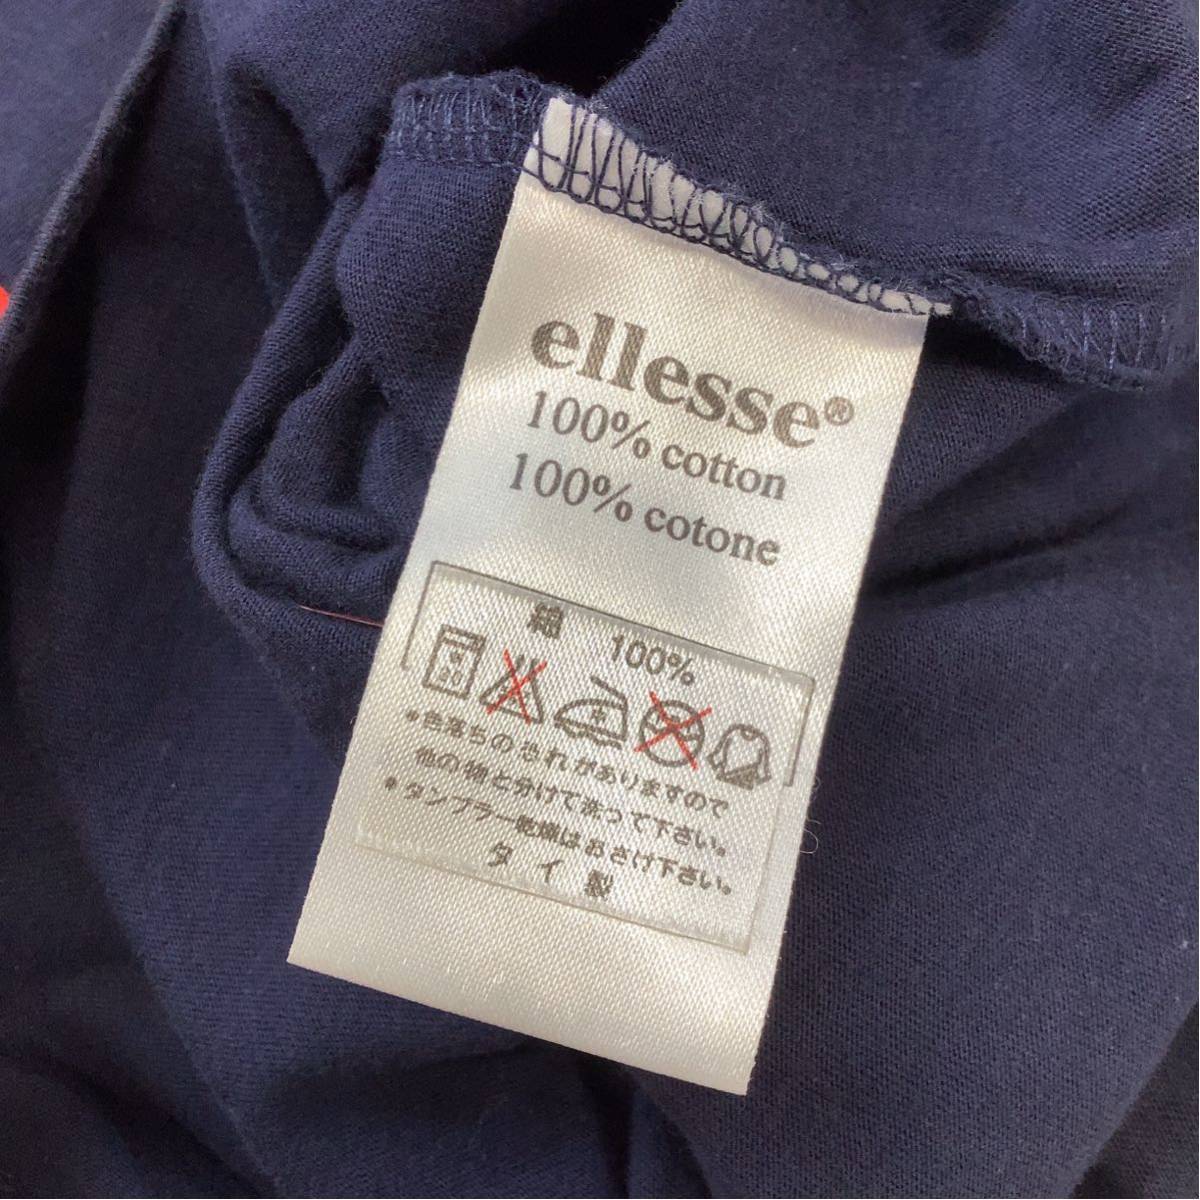 ellesse®
100% cotton
100% cotone
綿 100%
*色落ちのされがありますので
他の物と分けて洗って下さい。
*タンブラー乾燥はおさけ下さい。
タイ製